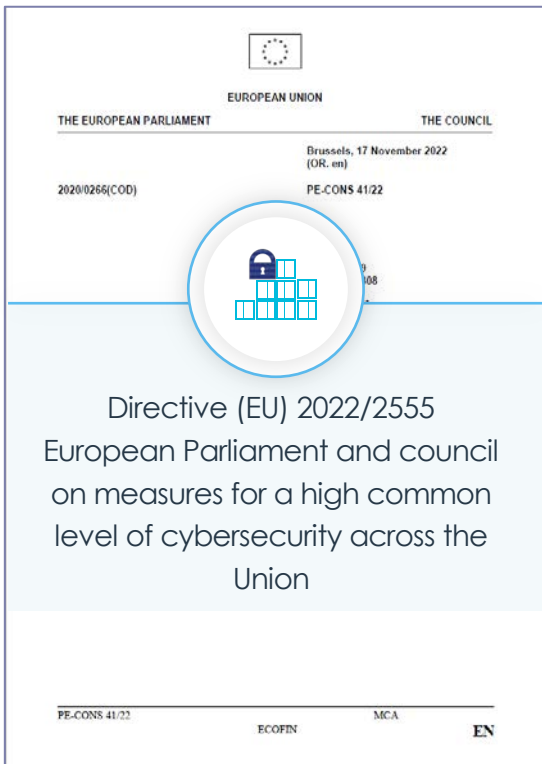 EUROPEAN UNION
THE EUROPEAN PARLIAMENT THE COUNCIL
Brussels, 17 November 2022
(OR. en)
2020/0266(COD) PE-CONS 41/22
Directive (EU) 2022/2555
European Parliament and council
on measures for a high common
level of cybersecurity across the
Union
PE-CONS 41/22 MCA
ECOFIN EN